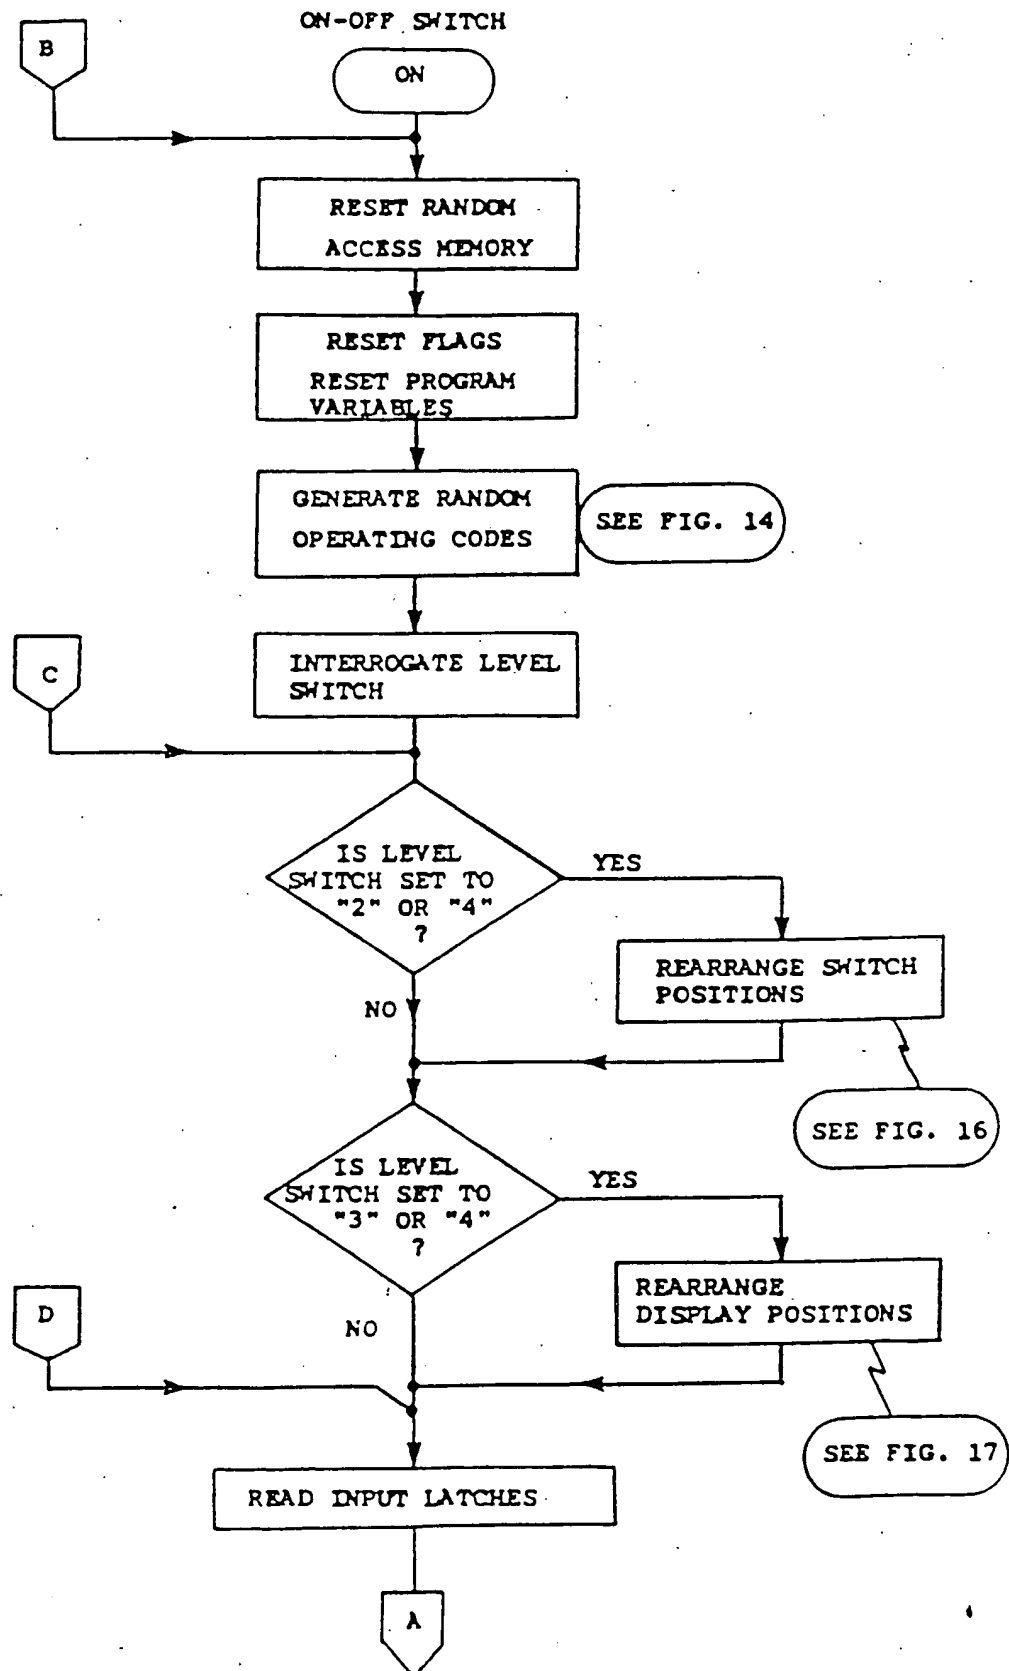 ON-OFF SWITCH
B
ON
RESET RANDOM
ACCESS MEMORY
RESET FLAGS
RESET PROGRAM
VARIABLES
GENERATE RANDOM
OPERATING CODES
SEE FIG. 14
INTERROGATE LEVEL
SWITCH
C
IS LEVEL
SWITCH SET TO
"2" OR "4"
?
YES
REARRANGE SWITCH
POSITIONS
NO
SEE FIG. 16
IS LEVEL
SWITCH SET TO
"3" OR "4"
?
YES
REARRANGE
DISPLAY POSITIONS
D
NO
SEE FIG. 17
READ INPUT LATCHES
A